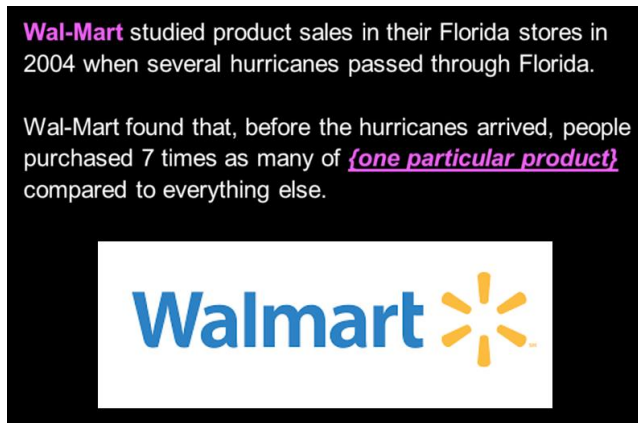 Wal-Mart studied product sales in their Florida stores in
2004 when several hurricanes passed through Florida.
Wal-Mart found that, before the hurricanes arrived, people
purchased 7 times as many of {one particular product}
compared to everything else.
Walmart